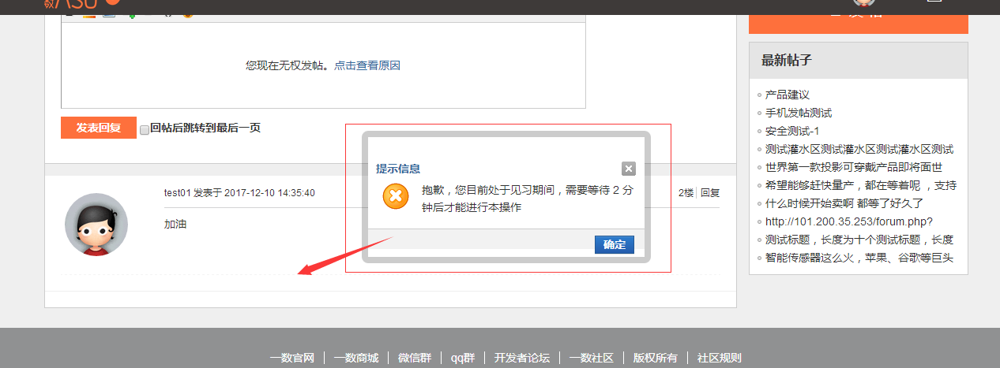 您现在无权发帖。点击查看原因
发表回复
回帖后跳转到最后一页
提示信息
抱歉，您目前处于见习期间，需要等待 2 分
钟后才能进行本操作
确定
test01 发表于 2017-12-10 14:35:40
2楼 回复
加油
最新帖子
产品建议
手机发帖测试
安全测试-1
测试灌水区测试灌水区测试灌水区测试
世界第一款投影可穿戴产品即将面世
希望能够赶快量产，都在等着呢 ，支持
什么时候开始卖啊 都等了好久了
http://101.200.35.253/forum.php?
测试标题，长度为十个测试标题，长度
智能传感器这么火，苹果、谷歌等巨头
一数官网 一数商城 微信群 qq群 开发者论坛 一数社区 版权所有 社区规则